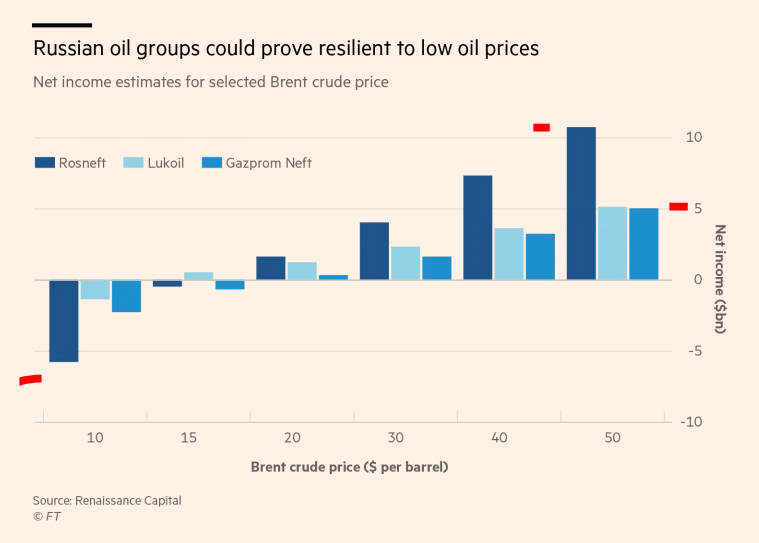 Russian oil groups could prove resilient to low oil prices
Net income estimates for selected Brent crude price
Rosneft Lukoil Gazprom Neft
10
5
0
-5
-10
Net income ($bn)
10 15 20 30 40 50
Brent crude price ($ per barrel)
Source: Renaissance Capital
© FT